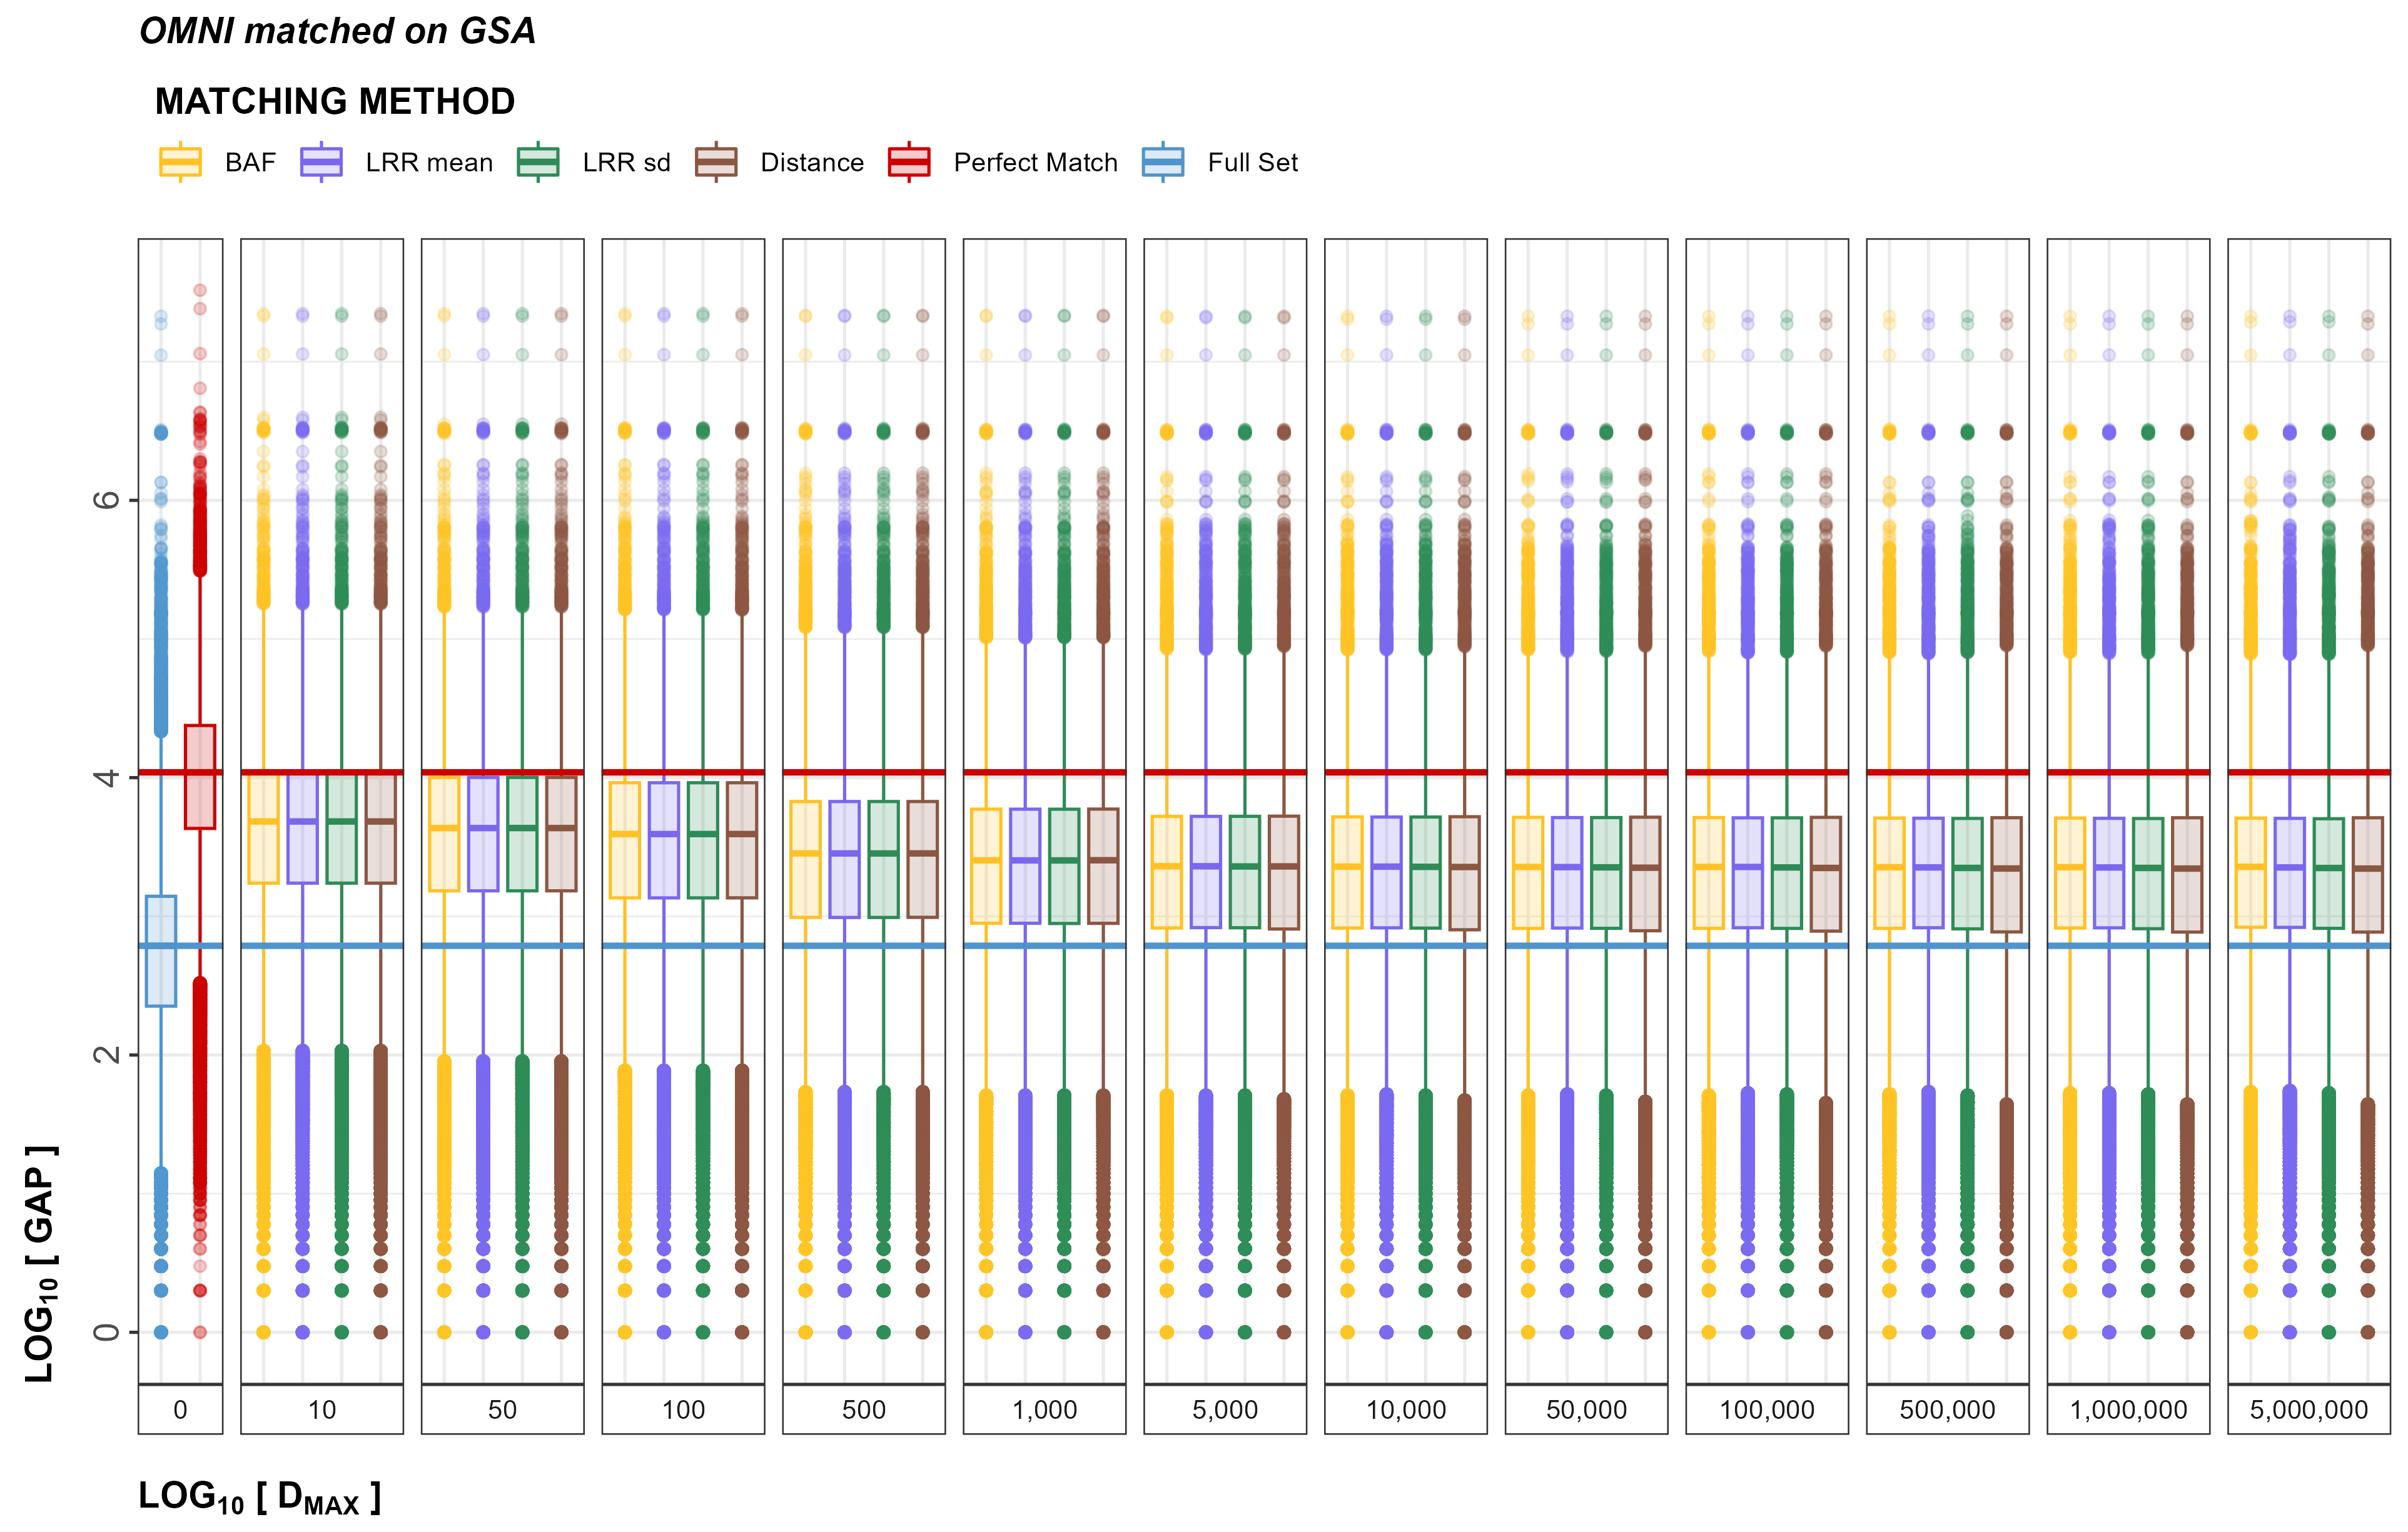 OMNI matched on GSA
MATCHING METHOD
BAF LRR mean LRR sd Distance Perfect Match Full Set
LOG10 [ GAP ]
6
4
2
0
0 10 50 100 500 1,000 5,000 10,000 50,000 100,000 500,000 1,000,000 5,000,000
LOG10 [ DMAX ]